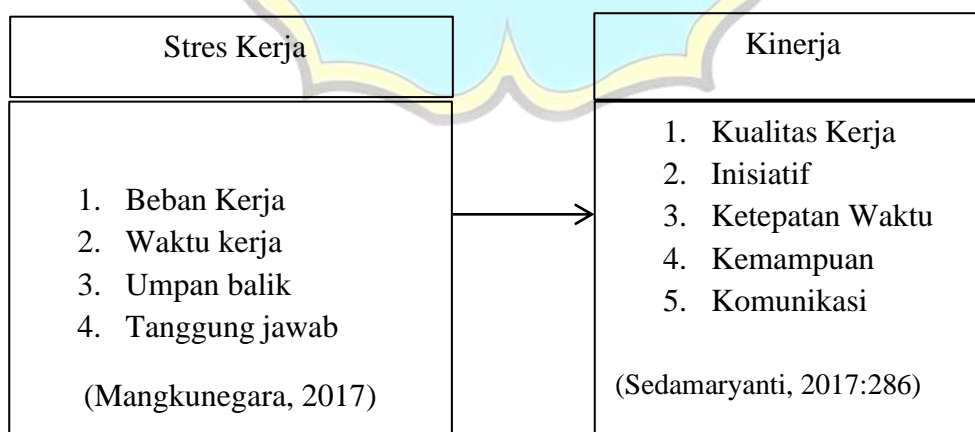 Stres Kerja
1. Beban Kerja
2. Waktu kerja
3. Umpan balik
4. Tanggung jawab
(Mangkunegara, 2017)
Kinerja
1. Kualitas Kerja
2. Inisiatif
3. Ketepatan Waktu
4. Kemampuan
5. Komunikasi
(Sedamaryanti, 2017:286)